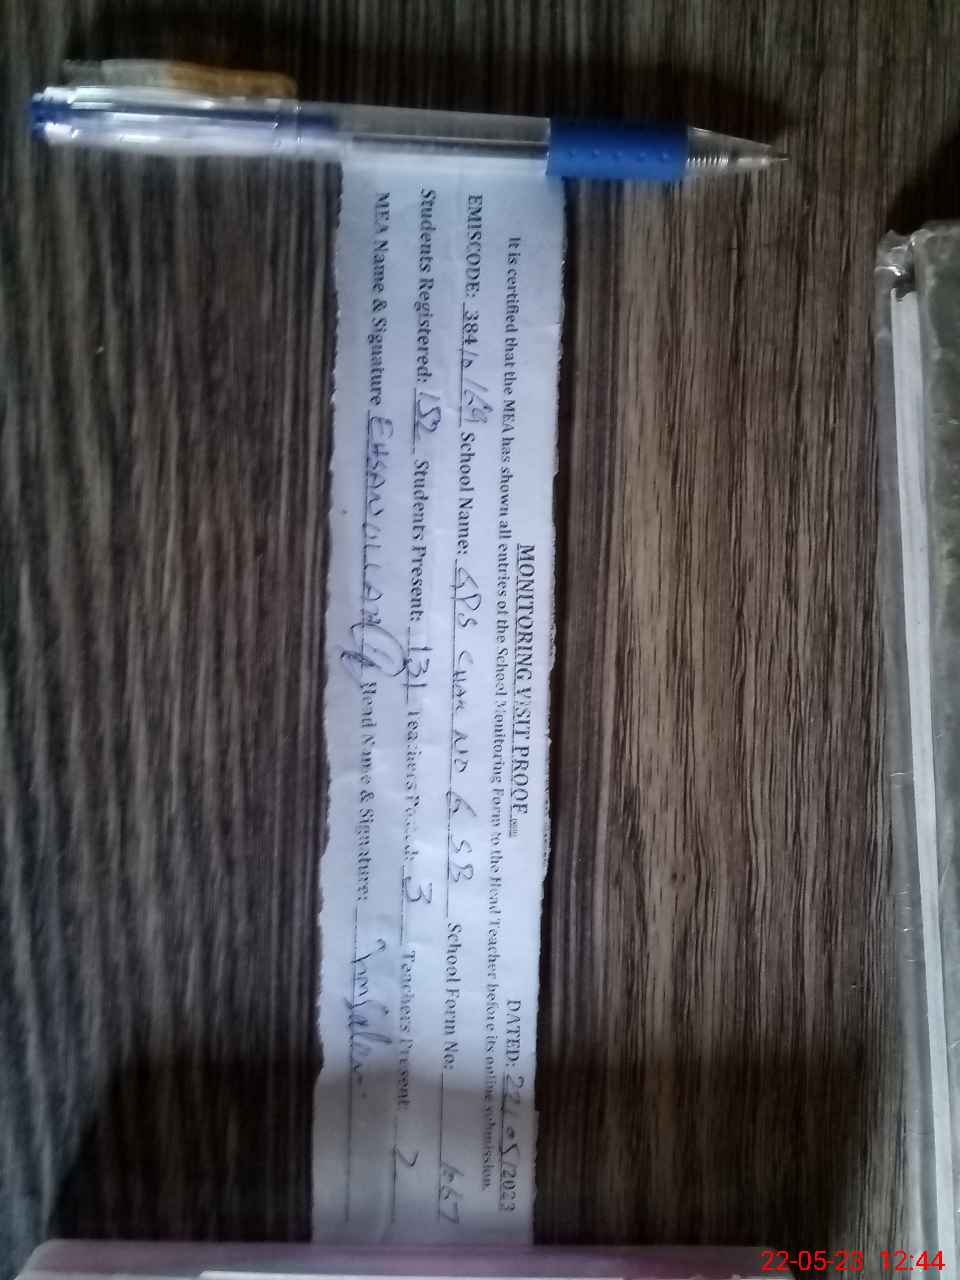 MONITORING VISIT PROOF
DATED: 22/05/2023
It is certified that the MEA has shown all entries of the School Monitoring Form to the Head Teacher before its online submission.
EMISCODE: 384 School Name: GPS CHAK NO 6 SB School Form No:
Students Registered: 152 Students Present: 131 Teachers Posted: 3 Teachers Present: 2
MEA Name & Signature EHSAN ULLAH Head Name & Signature:
22-05-23 12:44